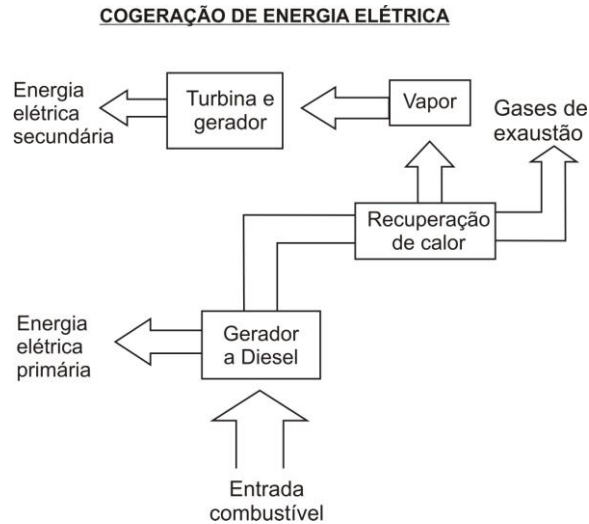 COGERAÇÃO DE ENERGIA ELÉTRICA
Energia
elétrica
secundária
Turbina e
gerador
Vapor
Gases de
exaustão
Recuperação
de calor
Energia
elétrica
primária
Gerador
a Diesel
Entrada
combustível